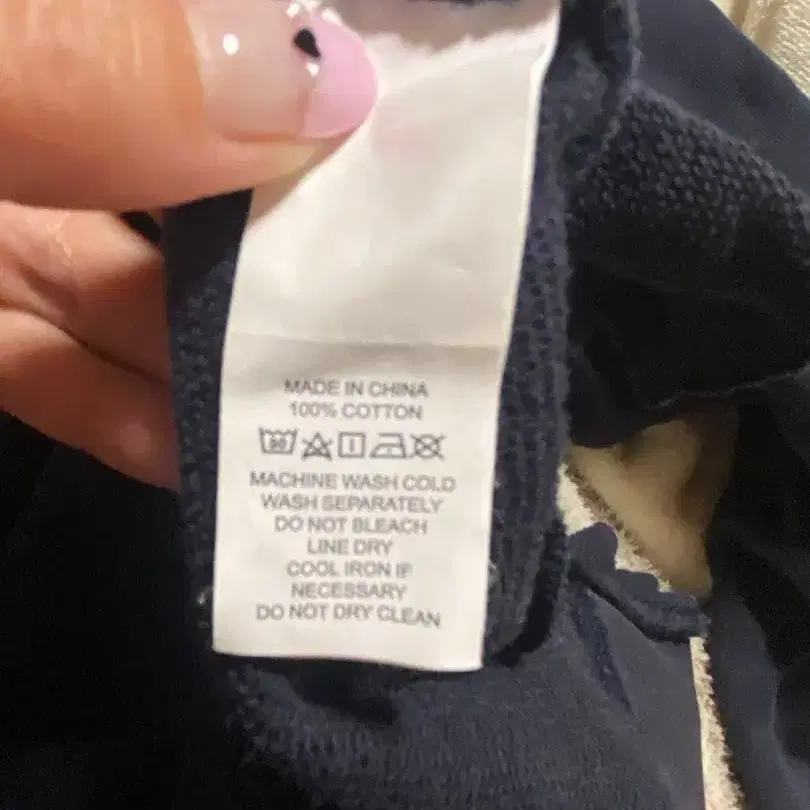 MADE IN CHINA
100% COTTON
MACHINE WASH COLD
WASH SEPARATELY
DO NOT BLEACH
LINE DRY
COOL IRON IF
NECESSARY
DO NOT DRY CLEAN